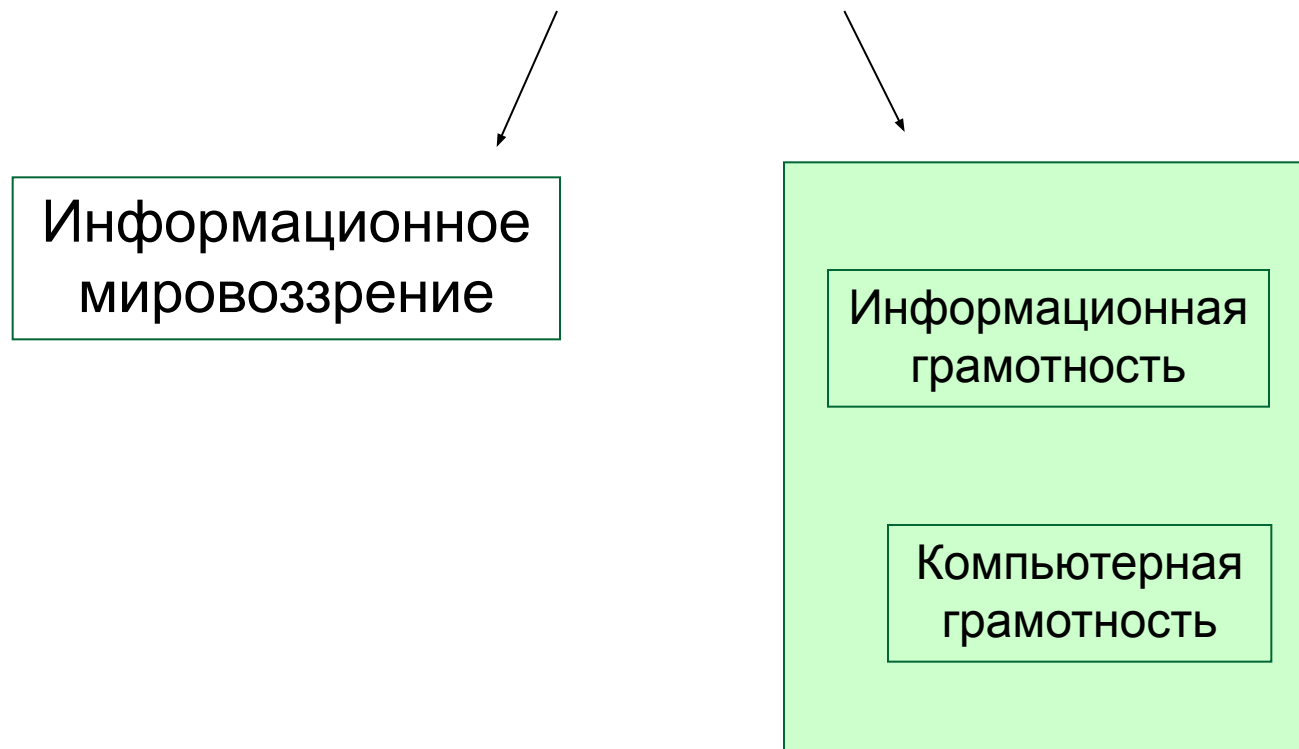 Информационное
мировоззрение
Информационная
грамотность
Компьютерная
грамотность